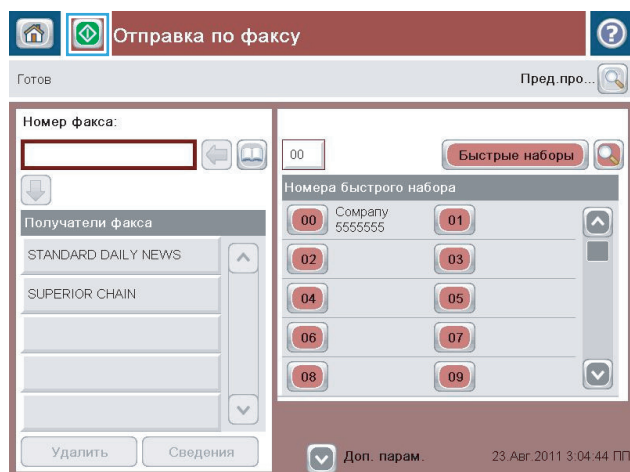 Отправка по факсу
?
Готов
Пред.про...
Номер факса:
Получатели факса
STANDARD DAILY NEWS
SUPERIOR CHAIN
Удалить
Сведения
00
Быстрые наборы
Номера быстрого набора
00 Company 5555555 01
02 03
04 05
06 07
08 09
Доп. парам.
23.Авг.2011 3:04:44 ПП